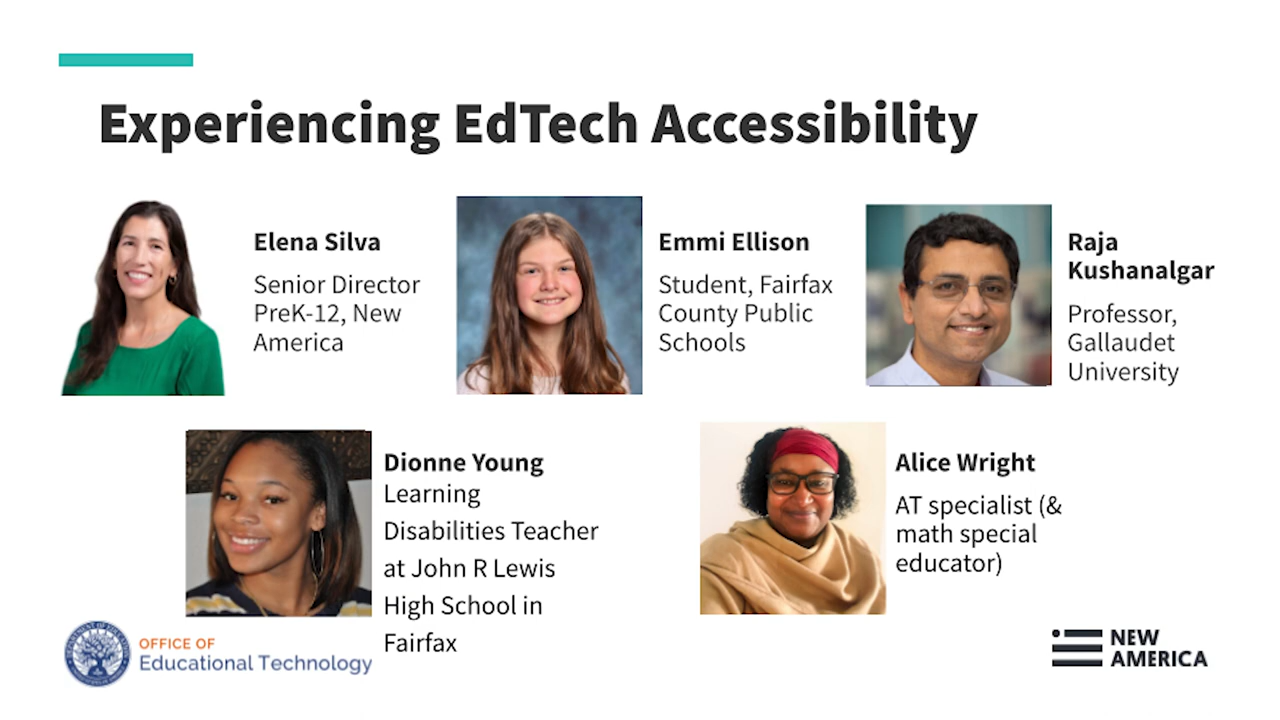 Experiencing EdTech Accessibility
Elena Silva
Senior Director
PreK-12, New
America
Emmi Ellison
Student, Fairfax
County Public
Schools
Raja
Kushanalgar
Professor,
Gallaudet
University
Dionne Young
Learning
Disabilities Teacher
at John R Lewis
High School in
Fairfax
Alice Wright
AT specialist (&
math special
educator)
OFFICE OF
Educational Technology
NEW
AMERICA